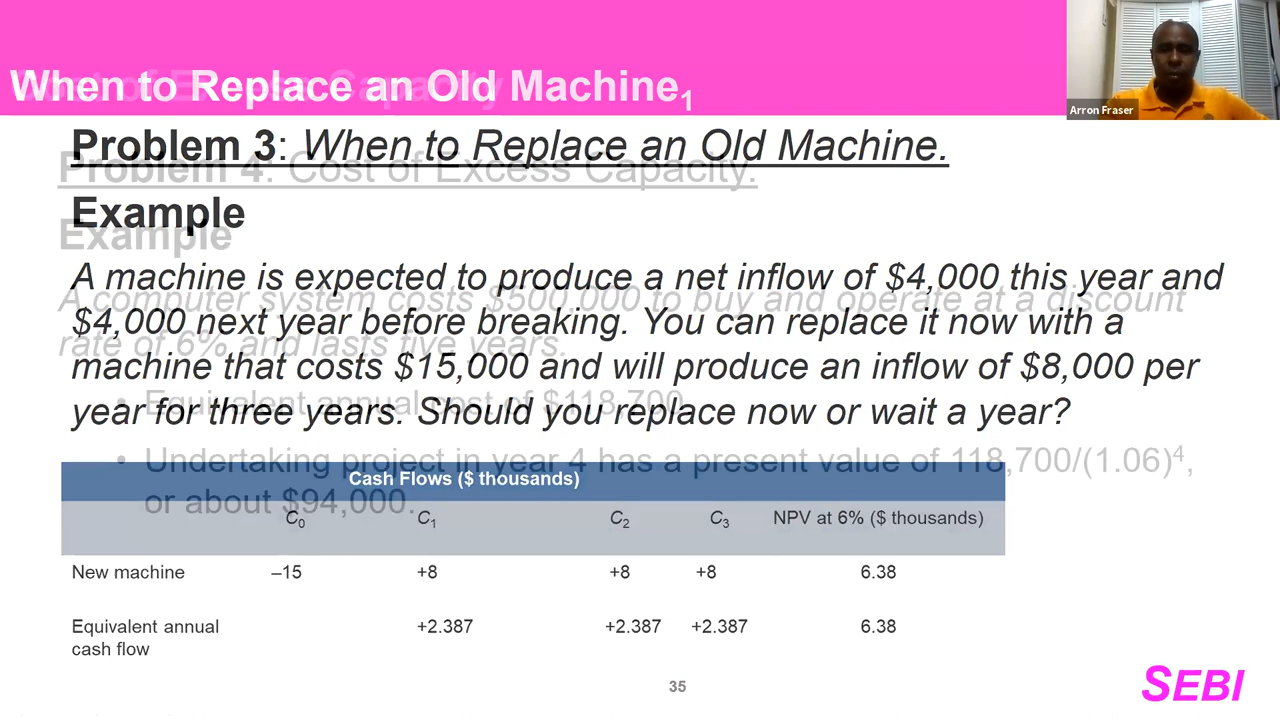 When to Replace an Old Machine1
Cost of Excess Capacity
Arron Fraser
Problem 3: When to Replace an Old Machine.
Problem 4: Cost of Excess Capacity.
Example
Example
A machine is expected to produce a net inflow of $4,000 this year and
$4,000 next year before breaking. You can replace it now with a
machine that costs $15,000 and will produce an inflow of $8,000 per
year for three years. Should you replace now or wait a year?
A computer system costs $500,000 to buy and operate at a discount
rate of 6% and lasts five years.
• Equivalent annual cost of $118,700.
• Undertaking project in year 4 has a present value of 118,700/(1.06)4,
or about $94,000.
Cash Flows ($ thousands)
C0 C1 C2 C3 NPV at 6% ($ thousands)
New machine –15 +8 +8 +8 6.38
Equivalent annual +2.387 +2.387 +2.387 6.38
cash flow
35
SEBI